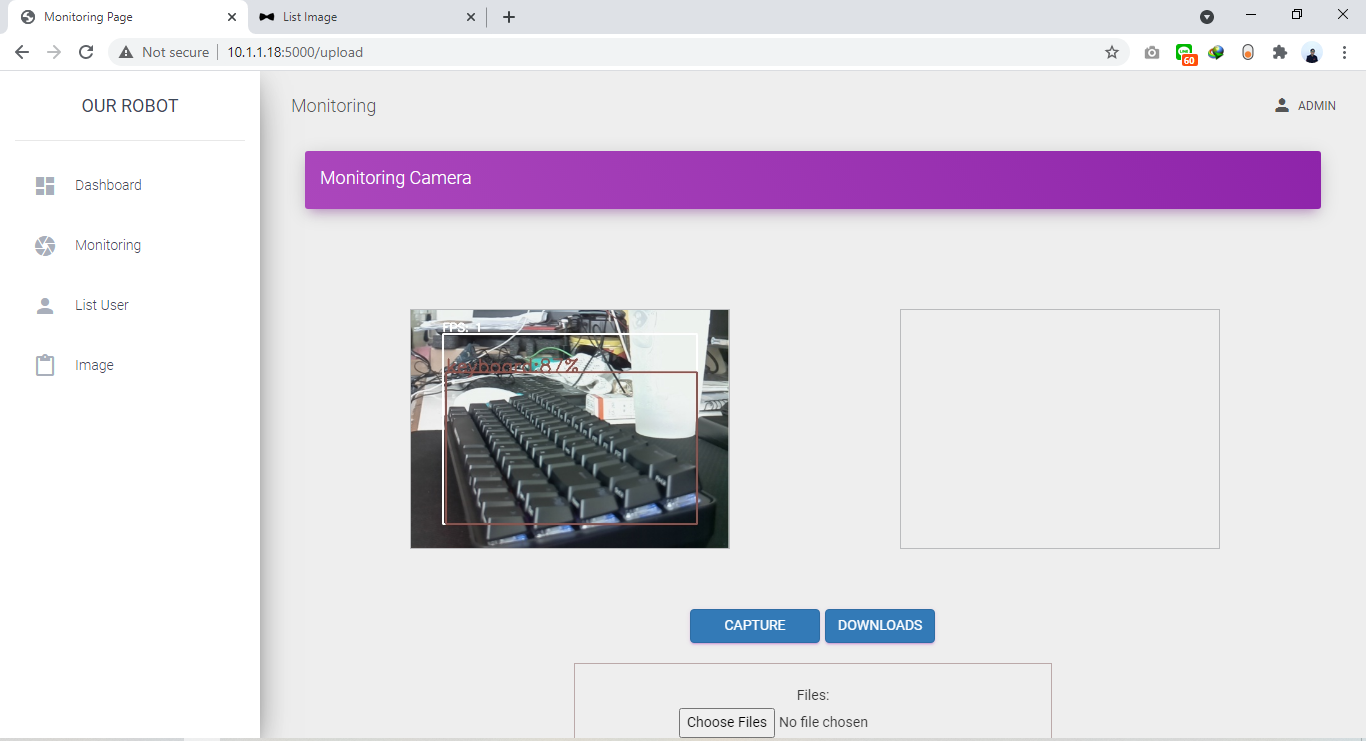 Monitoring Page
List Image
Not secure
10.1.1.18:5000/upload
60
OUR ROBOT
Monitoring
ADMIN
Dashboard
Monitoring
List User
Image
Monitoring Camera
FPS: 1
keyboard 87%
CAPTURE
DOWNLOADS
Files:
Choose Files No file chosen